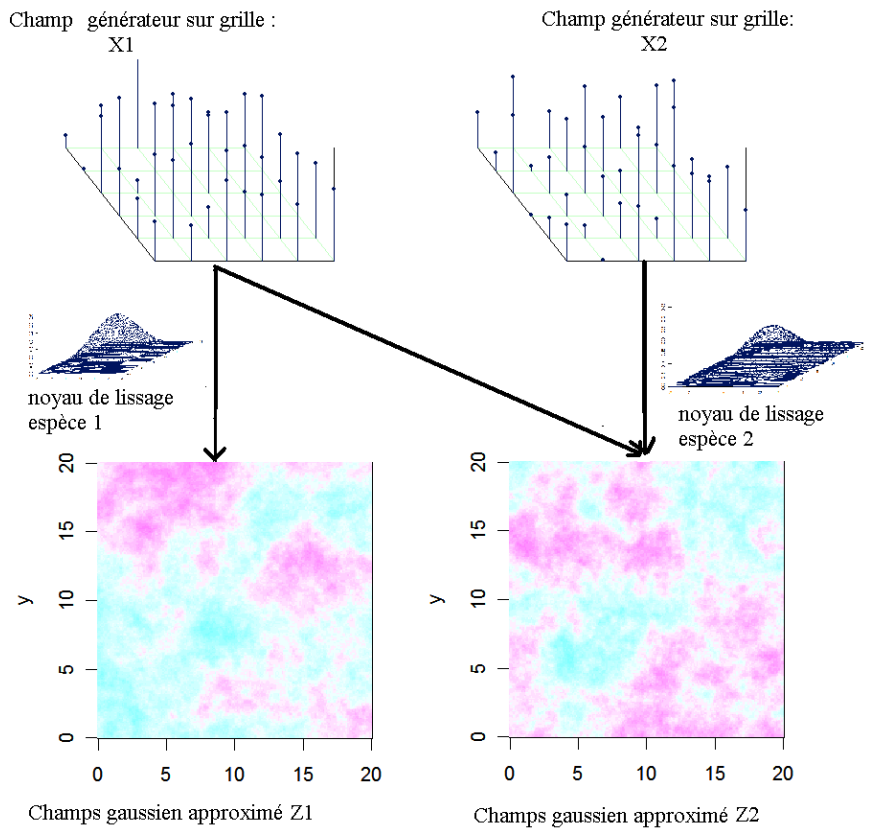 Champ générateur sur grille :
X1
Champ générateur sur grille:
X2
noyau de lissage
espèce 1
noyau de lissage
espèce 2
20
15
10
5
0
y
0 5 10 15 20
20
15
10
5
0
y
0 5 10 15 20
Champs gaussien approximé Z1
Champs gaussien approximé Z2